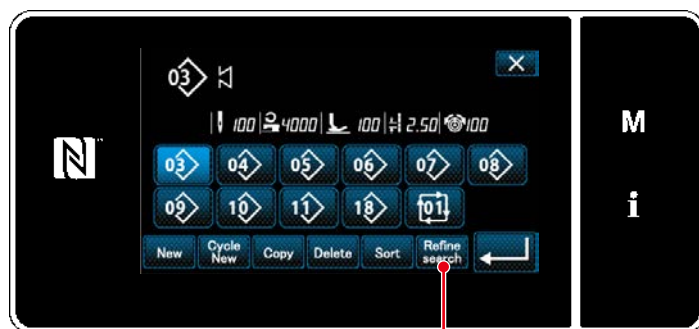 03
100 4000 100 2.50 100
03 04 05 06 07 08
09 10 11 18 01
New Cycle New Copy Delete Sort Refine search
M
i
N